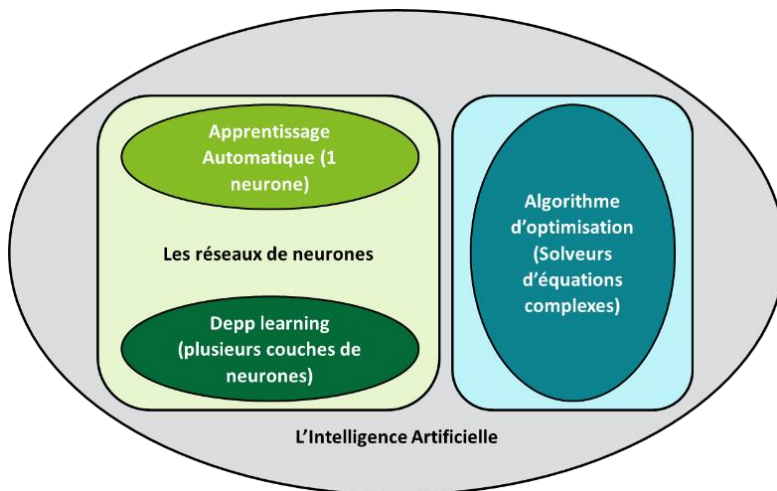 Apprentissage
Automatique (1
neurone)
Les réseaux de neurones
Depp learning
(plusieurs couches de
neurones)
Algorithme
d'optimisation
(Solveurs
d'équations
complexes)
L'Intelligence Artificielle